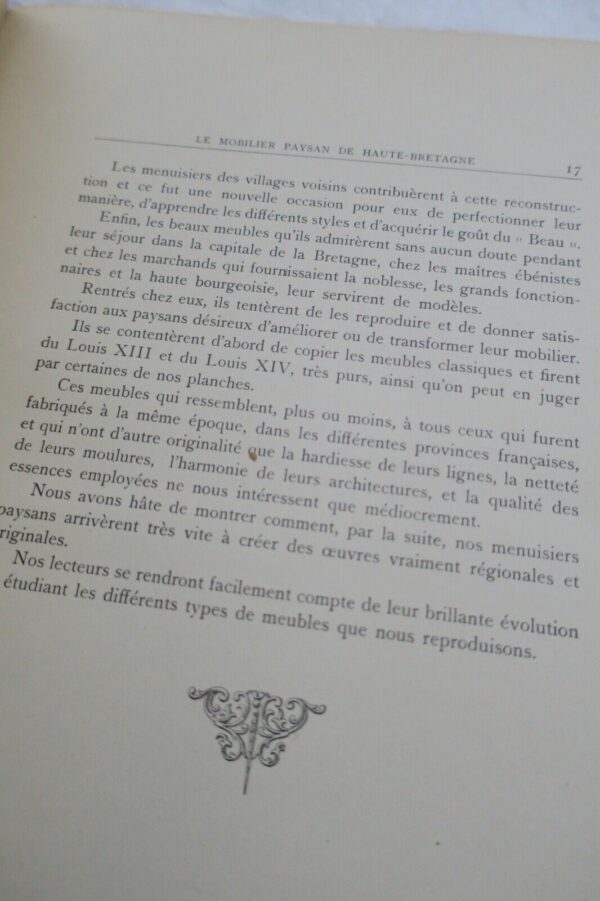 LE MOBILIER PAYSAN DE HAUTE-BRETAGNE 17
Les menuisiers des villages voisins contribuèrent à cette reconstruc-
tion et ce fut une nouvelle occasion pour eux de perfectionner leur
manière, d'apprendre les différents styles et d'acquérir le goût du « Beau ».
Enfin, les beaux meubles qu'ils admirèrent sans aucun doute pendant
leur séjour dans la capitale de la Bretagne, chez les maîtres ébénistes
et chez les marchands qui fournissaient la noblesse, les grands fonction-
naires et la haute bourgeoisie, leur servirent de modèles.
Rentrés chez eux, ils tentèrent de les reproduire et de donner satis-
faction aux paysans désireux d'améliorer ou de transformer leur mobilier.
Ils se contentèrent d'abord de copier les meubles classiques et firent
du Louis XIII et du Louis XIV, très purs, ainsi qu'on peut en juger
par certaines de nos planches.
Ces meubles qui ressemblent, plus ou moins, à tous ceux qui furent
fabriqués à la même époque, dans les différentes provinces françaises,
et qui n'ont d'autre originalité que la hardiesse de leurs lignes, la netteté
de leurs moulures, l'harmonie de leurs architectures, et la qualité des
essences employées ne nous intéressent que médiocrement.
Nous avons hâte de montrer comment, par la suite, nos menuisiers
paysans arrivèrent très vite à créer des œuvres vraiment régionales et
riginales.
Nos lecteurs se rendront facilement compte de leur brillante évolution
étudiant les différents types de meubles que nous reproduisons.